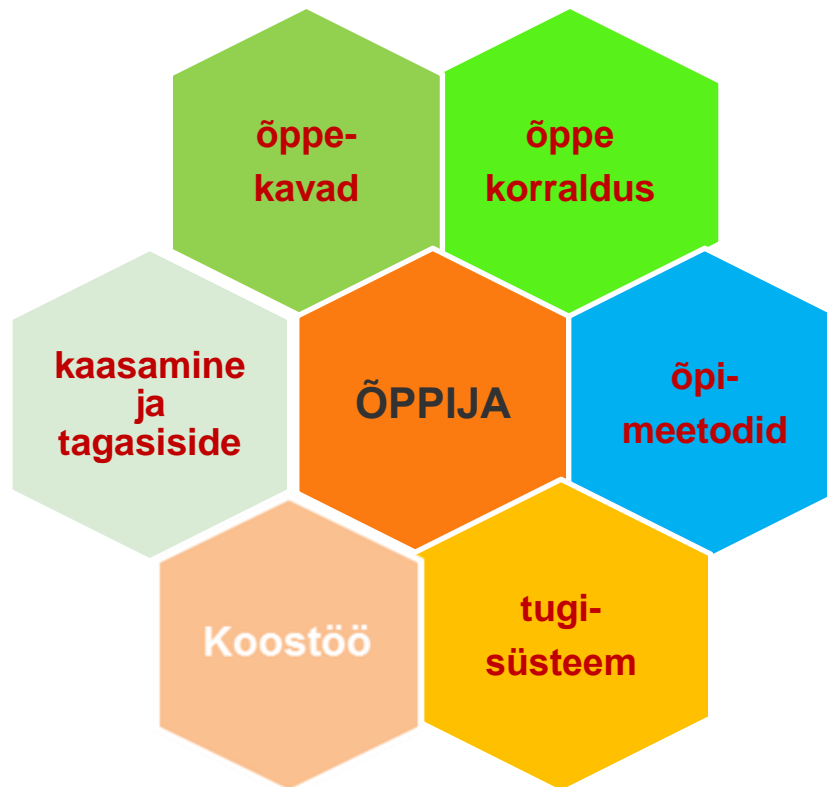 õppe-
kavad
õppe
korraldus
kaasamine
ja
tagasiside
ÕPPIJA
õpi-
meetodid
Koostöö
tugi-
süsteem